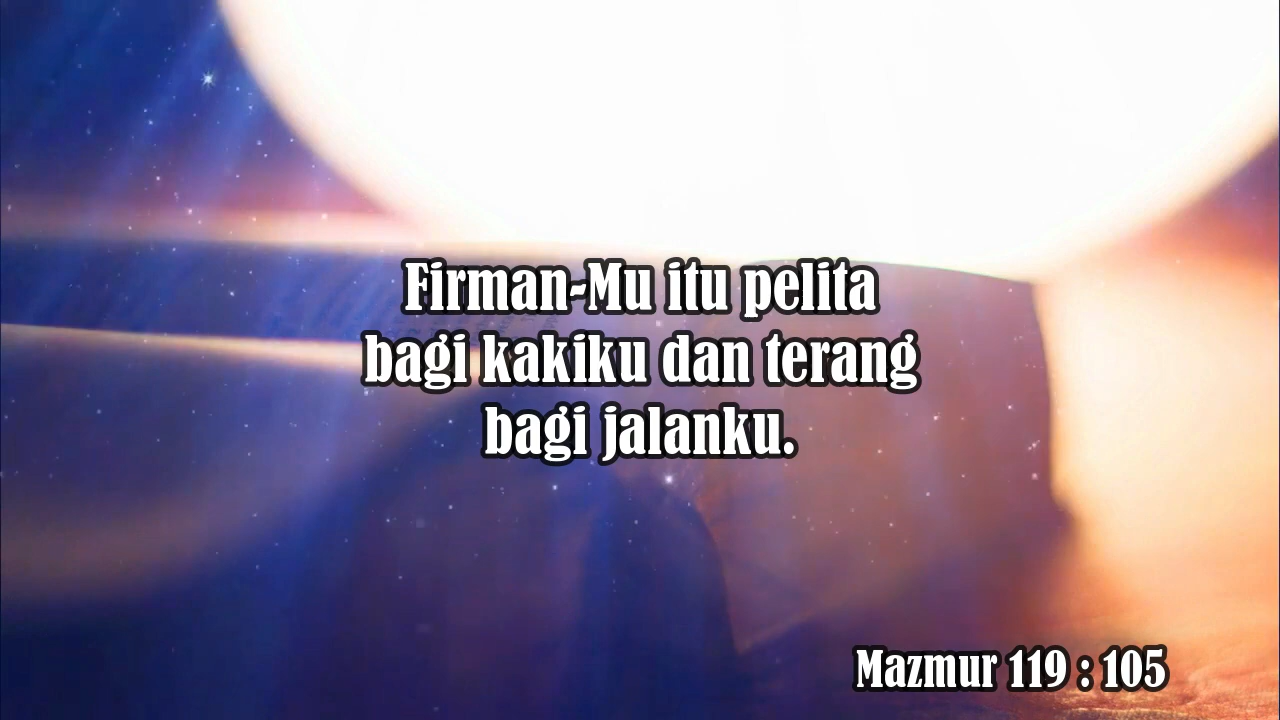 Firman-Mu itu pelita
bagi kakiku dan terang
bagi jalanku.
Mazmur 119 : 105